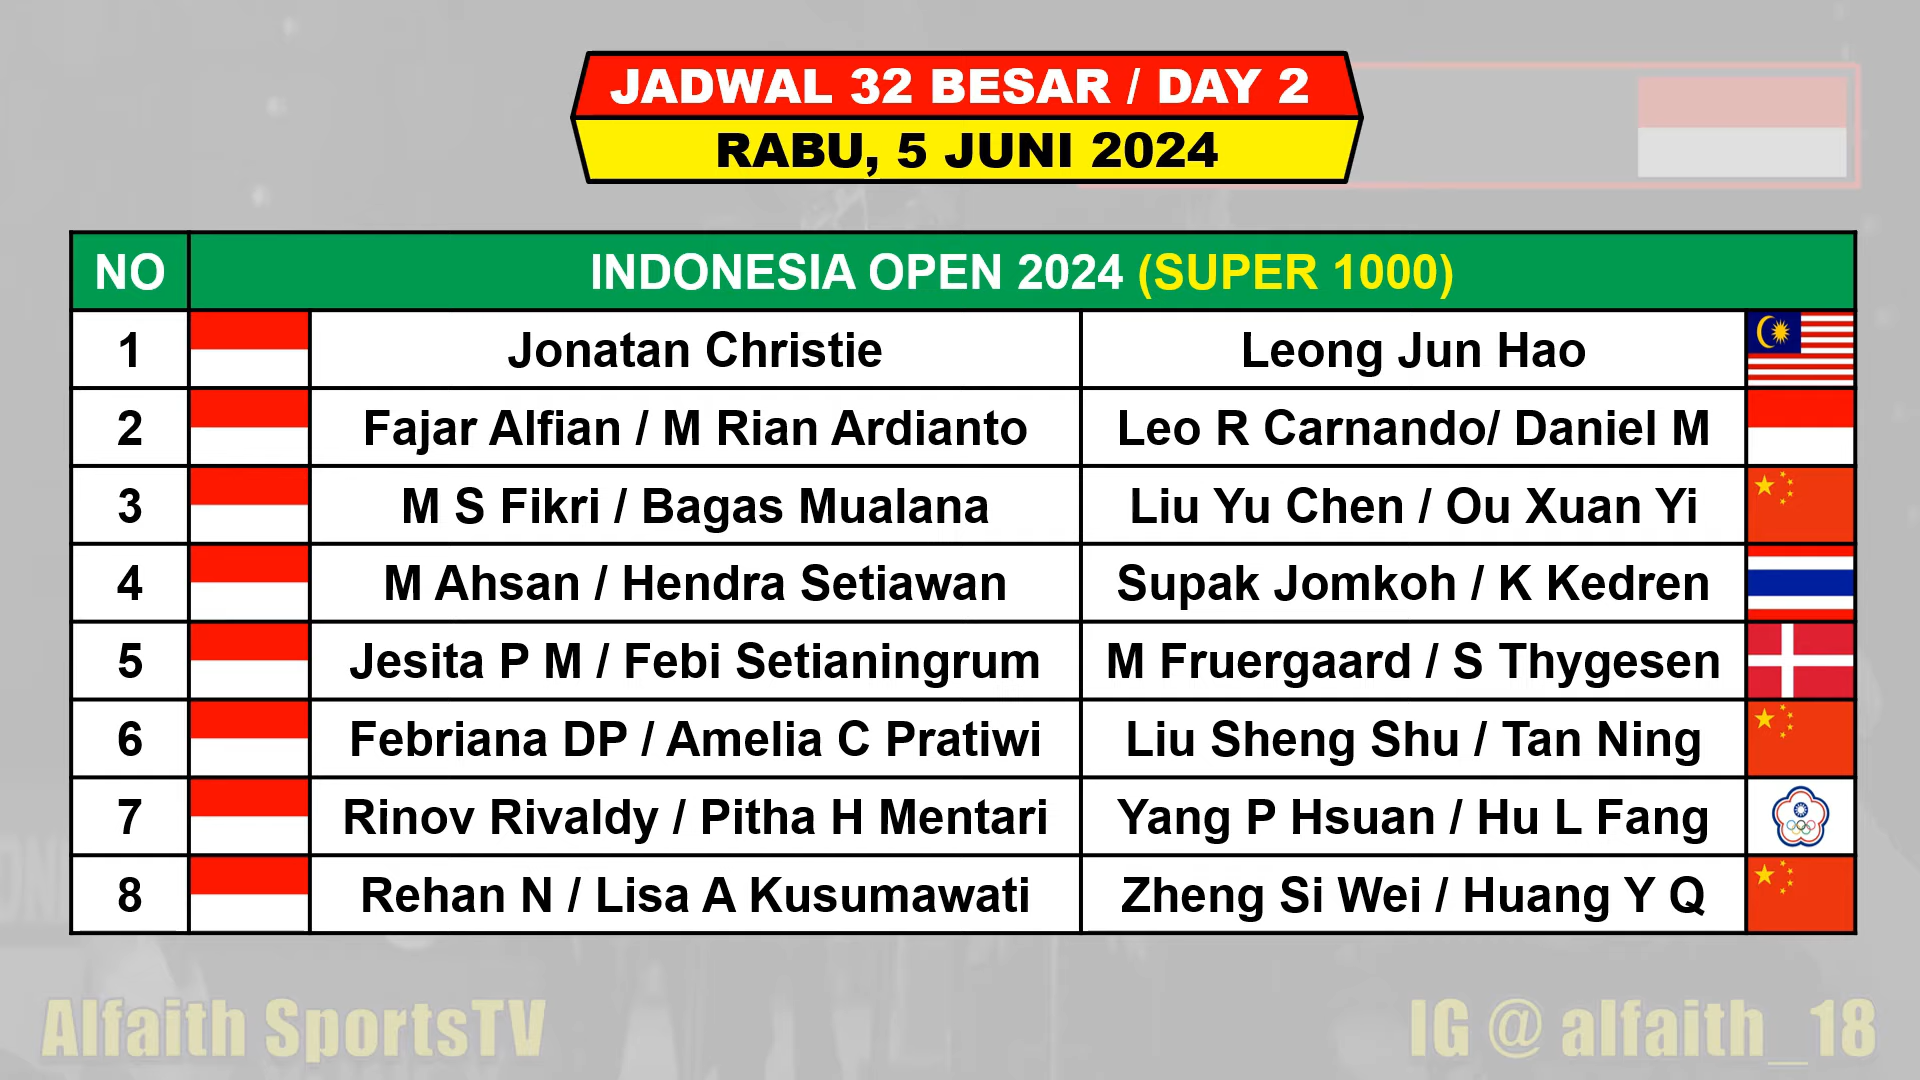 JADWAL 32 BESAR / DAY 2
RABU, 5 JUNI 2024
NO INDONESIA OPEN 2024 (SUPER 1000)
1 Jonatan Christie Leong Jun Hao
2 Fajar Alfian / M Rian Ardianto Leo R Carnando/ Daniel M
3 M S Fikri / Bagas Mualana Liu Yu Chen / Ou Xuan Yi
4 M Ahsan / Hendra Setiawan Supak Jomkoh / K Kedren
5 Jesita P M / Febi Setianingrum M Fruergaard / S Thygesen
6 Febriana DP / Amelia C Pratiwi Liu Sheng Shu / Tan Ning
7 Rinov Rivaldy / Pitha H Mentari Yang P Hsuan / Hu L Fang
8 Rehan N / Lisa A Kusumawati Zheng Si Wei / Huang Y Q
Alfaith SportsTV IG @ alfaith_18